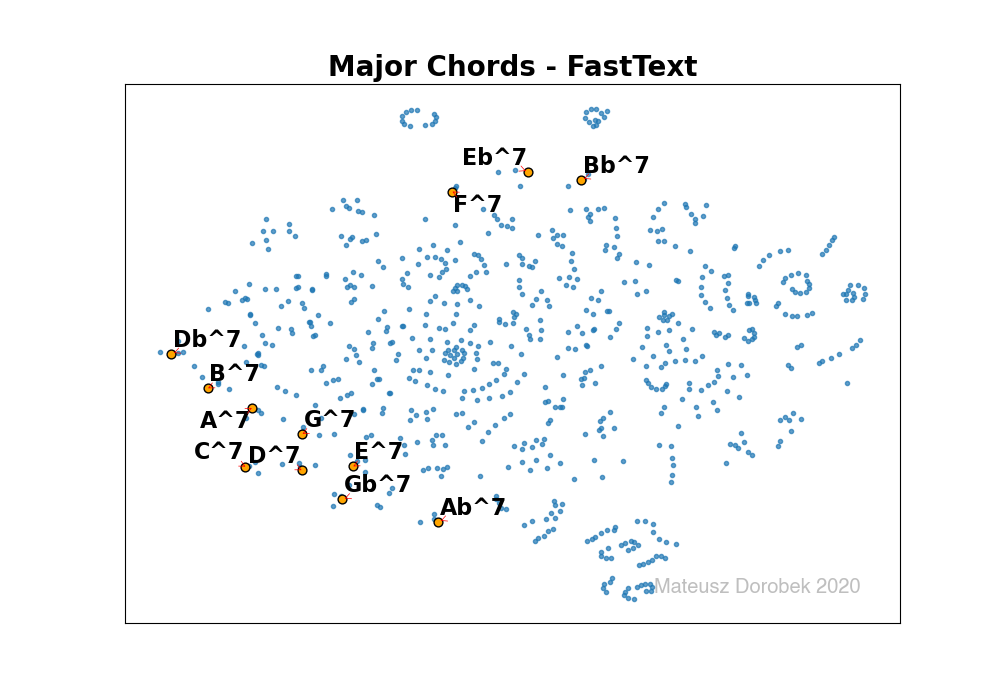 Major Chords - FastText
Eb^7
Bb^7
F^7
Db^7
B^7
A^7
G^7
C^7
D^7
E^7
Gb^7
Ab^7
Mateusz Dorobek 2020